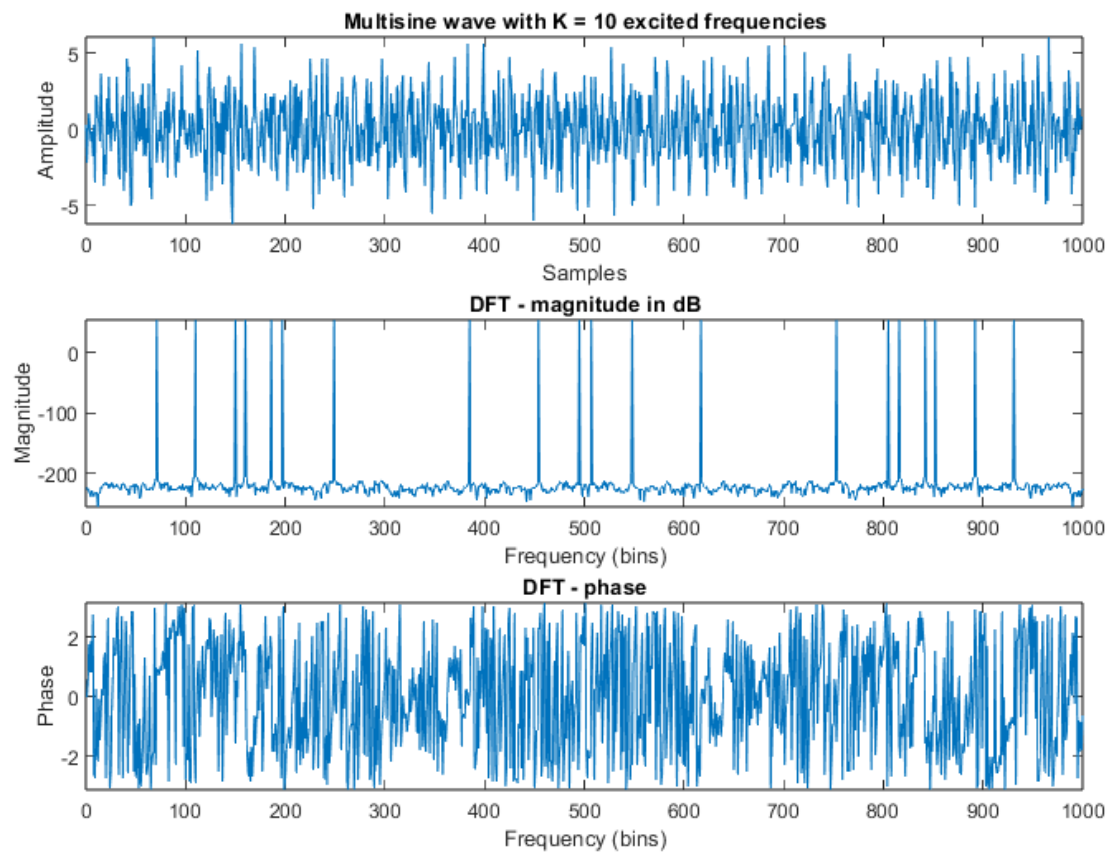 Multisine wave with K = 10 excited frequencies
Amplitude
5
0
-5
0 100 200 300 400 500 600 700 800 900 1000
Samples
DFT - magnitude in dB
Magnitude
0
-100
-200
0 100 200 300 400 500 600 700 800 900 1000
Frequency (bins)
DFT - phase
Phase
2
0
-2
0 100 200 300 400 500 600 700 800 900 1000
Frequency (bins)